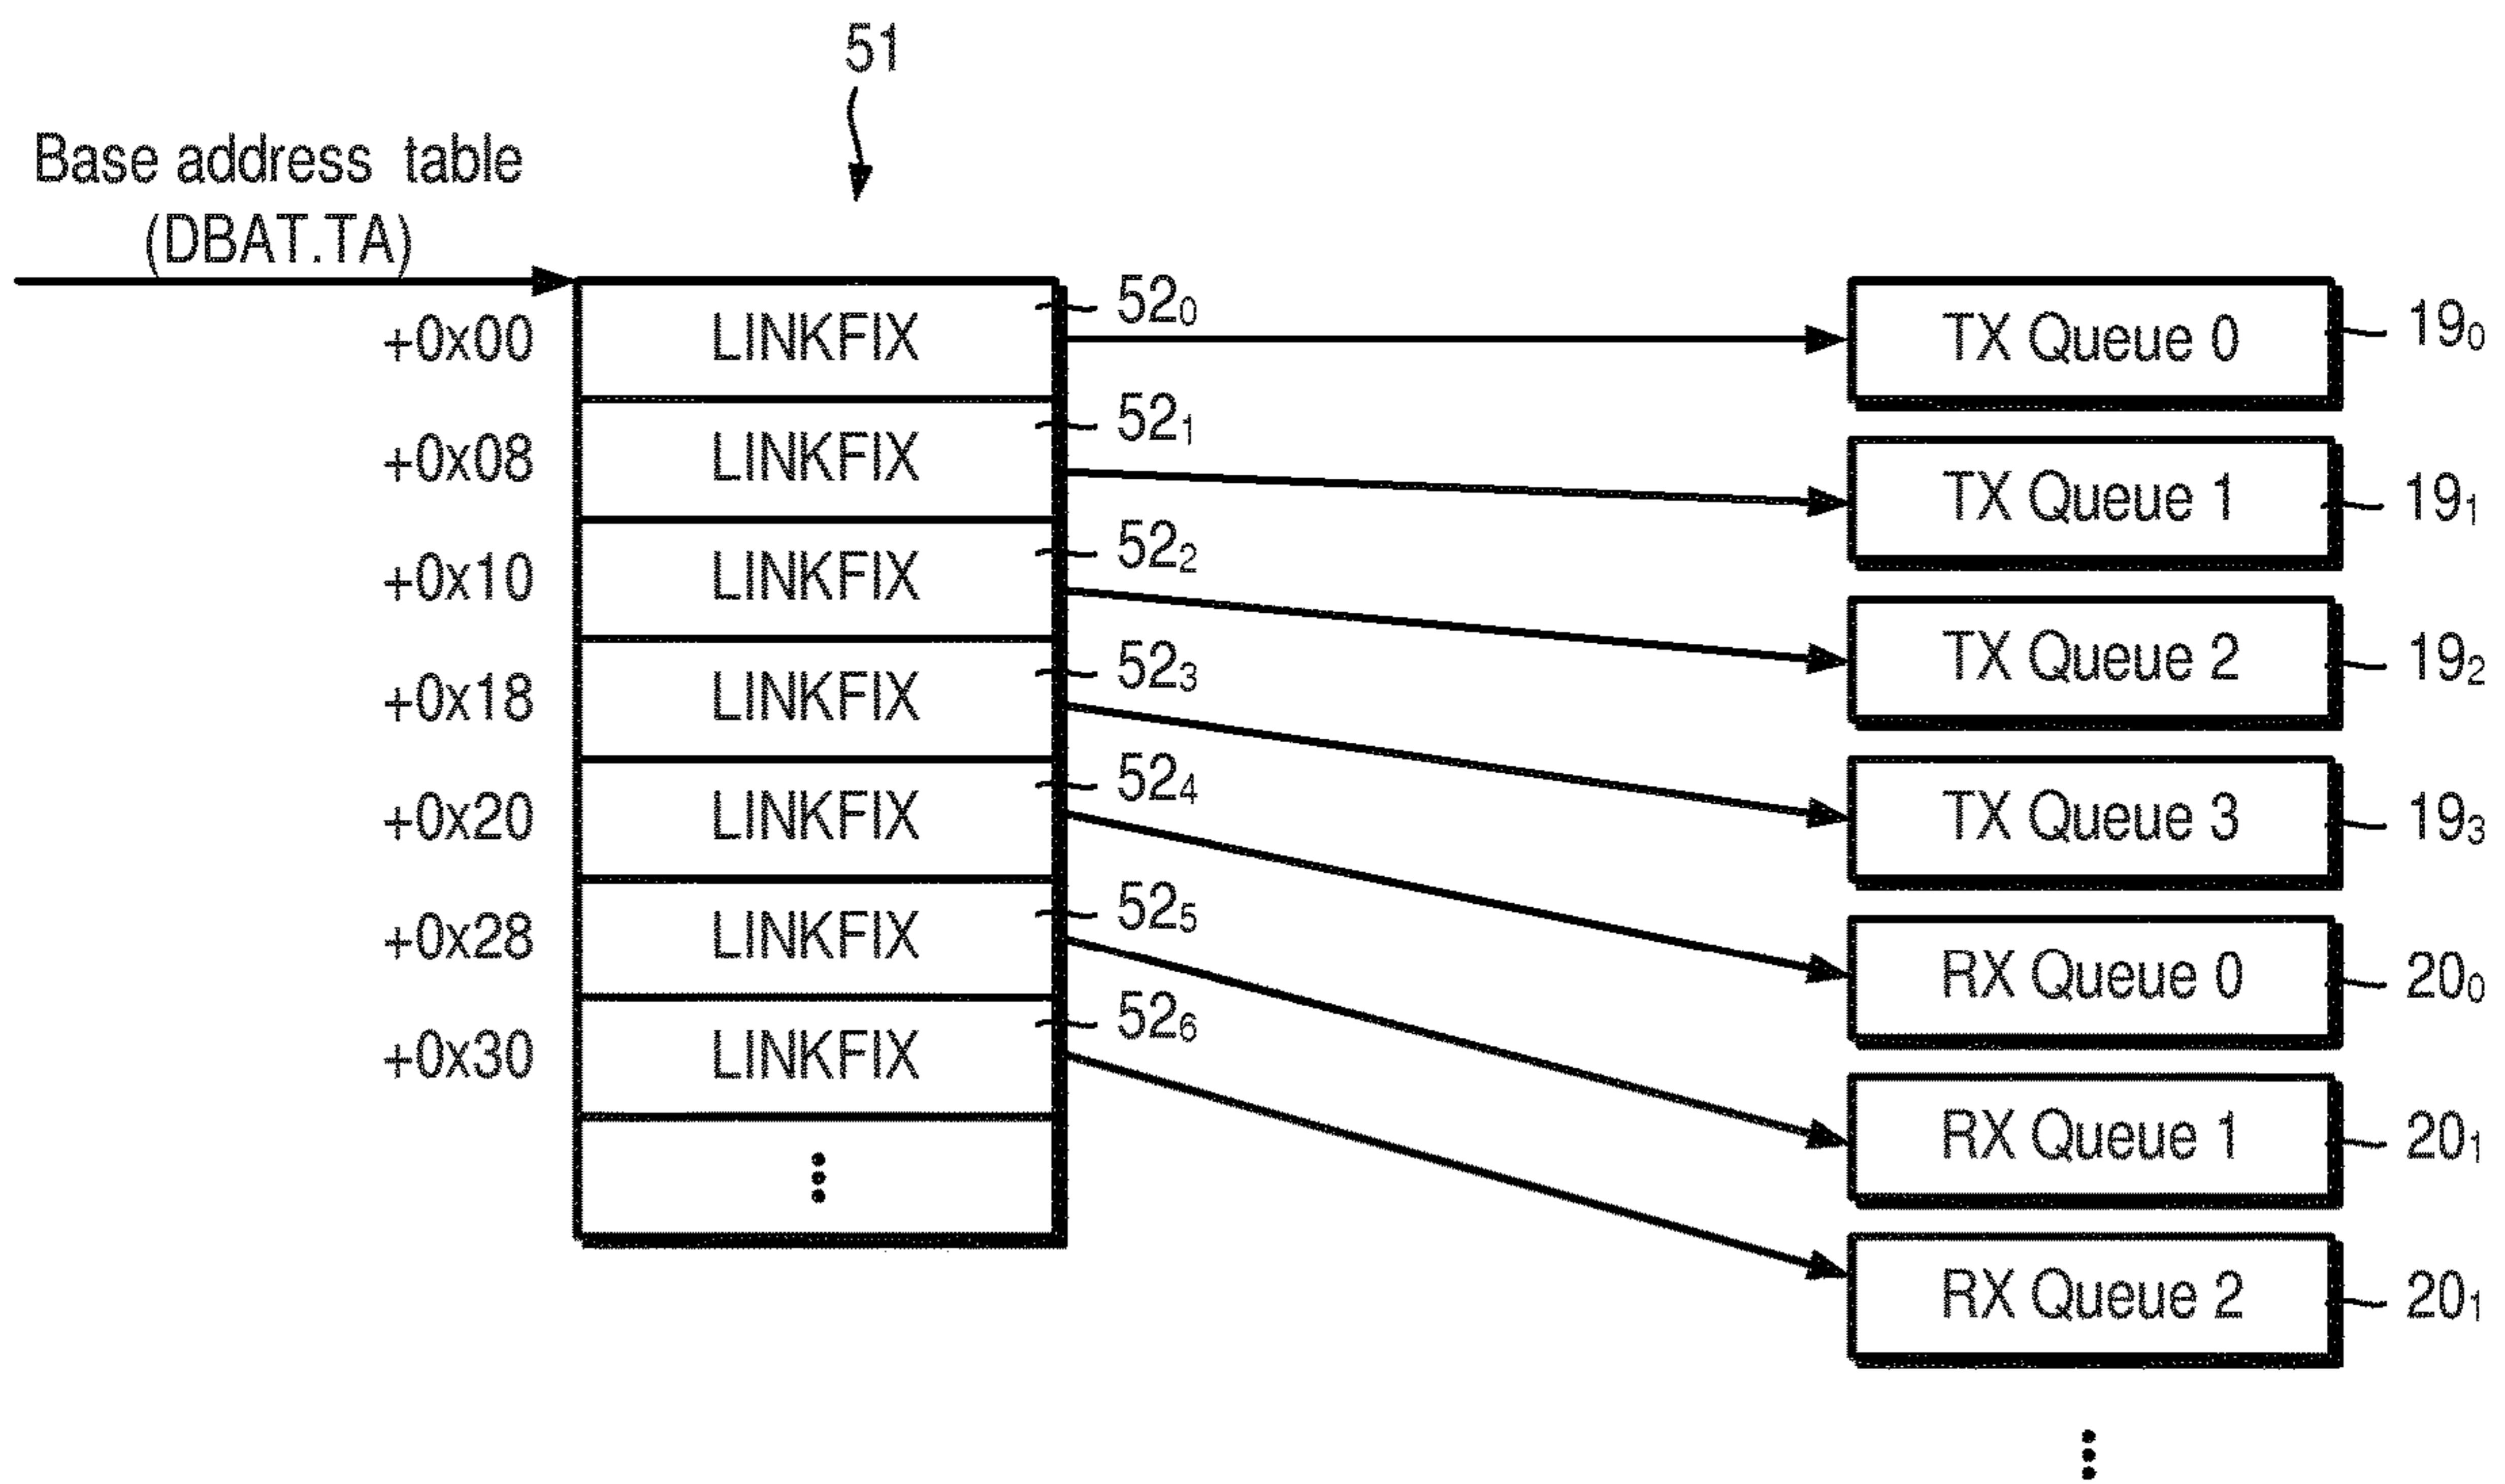 51
Base address table
(DBAT.TA)
+0x00 LINKFIX 52₀ TX Queue 0 19₀
+0x08 LINKFIX 52₁ TX Queue 1 19₁
+0x10 LINKFIX 52₂ TX Queue 2 19₂
+0x18 LINKFIX 52₃ TX Queue 3 19₃
+0x20 LINKFIX 52₄ RX Queue 0 20₀
+0x28 LINKFIX 52₅ RX Queue 1 20₁
+0x30 LINKFIX 52₆ RX Queue 2 20₁